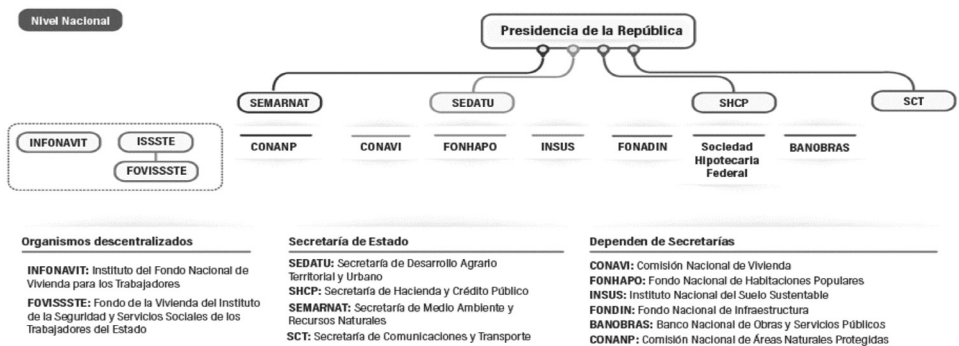 Nivel Nacional
Presidencia de la República
SEMARNAT
SEDATU
SHCP
SCT
INFONAVIT
ISSSTE
FOVISSSTE
CONANP
CONAVI
FONHAPO
INSUS
FONADIN
Sociedad
Hipotecaria
Federal
BANOBRAS
Organismos descentralizados
INFONAVIT: Instituto del Fondo Nacional de
Vivienda para los Trabajadores
FOVISSSTE: Fondo de la Vivienda del Instituto
de la Seguridad y Servicios Sociales de los
Trabajadores del Estado
Secretaría de Estado
SEDATU: Secretaría de Desarrollo Agrario
Territorial y Urbano
SHCP: Secretaría de Hacienda y Crédito Público
SEMARNAT: Secretaría de Medio Ambiente y
Recursos Naturales
SCT: Secretaría de Comunicaciones y Transporte
Dependen de Secretarías
CONAVI: Comisión Nacional de Vivienda
FONHAPO: Fondo Nacional de Habitaciones Populares
INSUS: Instituto Nacional del Suelo Sustentable
FONDIN: Fondo Nacional de Infraestructura
BANOBRAS: Banco Nacional de Obras y Servicios Públicos
CONANP: Comisión Nacional de Áreas Naturales Protegidas